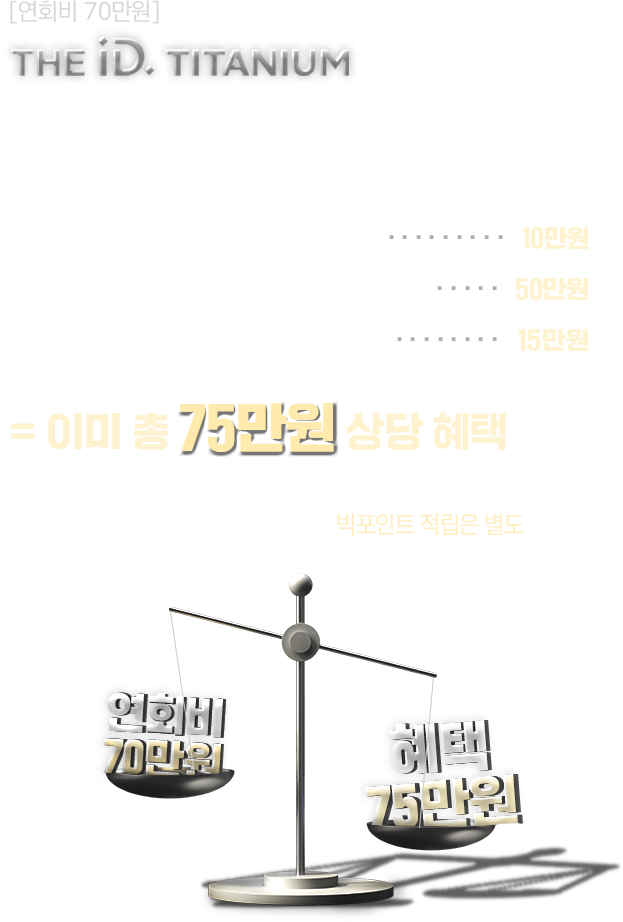 [연회비 70만원]
THE iD. TITANIUM
········· 10만원
····· 50만원
········ 15만원
= 이미 총 75만원 상당 혜택
빅포인트 적립은 별도
연회비
70만원
혜택
75만원